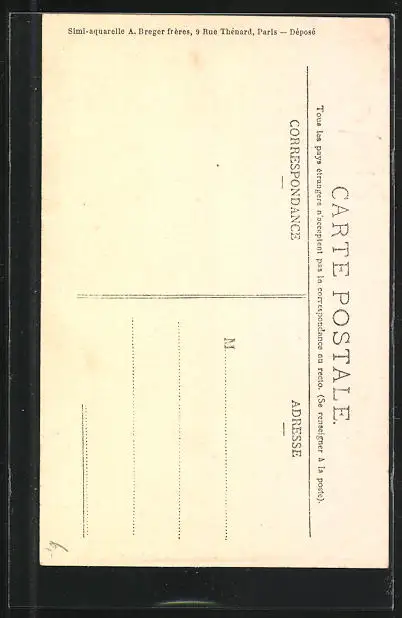 Simi-aquarelle A. Breger frères, 9 Rue Thénard, Paris — Déposé
CARTE POSTALE.
Tous les pays étrangers n'acceptent pas la correspondance au recto. (Se renseigner à la poste).
CORRESPONDANCE
ADRESSE
M